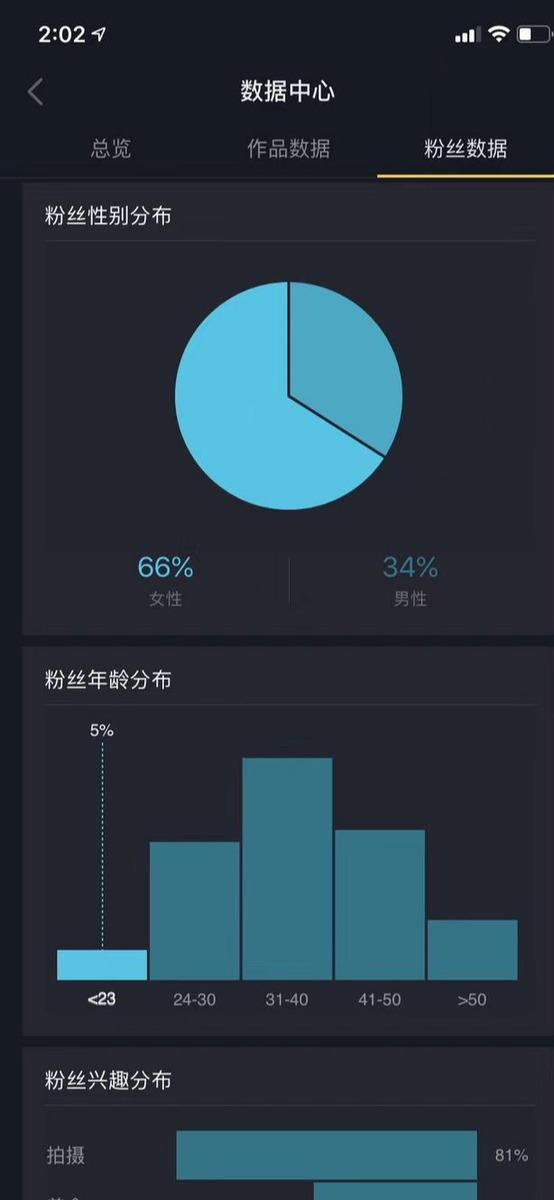 2:02
数据中心
总览 作品数据 粉丝数据
粉丝性别分布
66% 34%
女性 男性
粉丝年龄分布
5%
<23 24-30 31-40 41-50 >50
粉丝兴趣分布
拍摄 81%